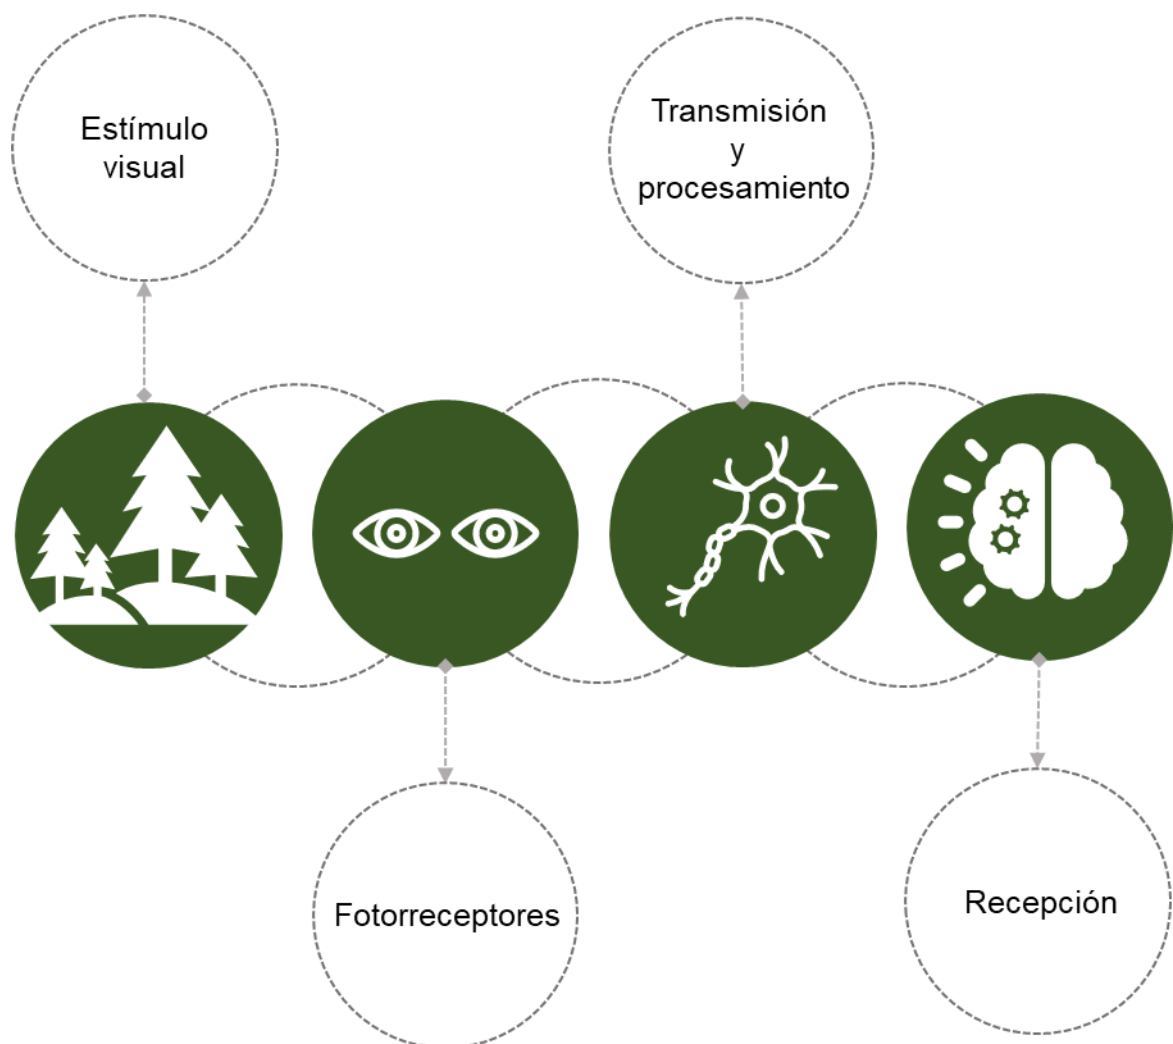 Estímulo
visual
Transmisión
y
procesamiento
Fotorreceptores
Recepción